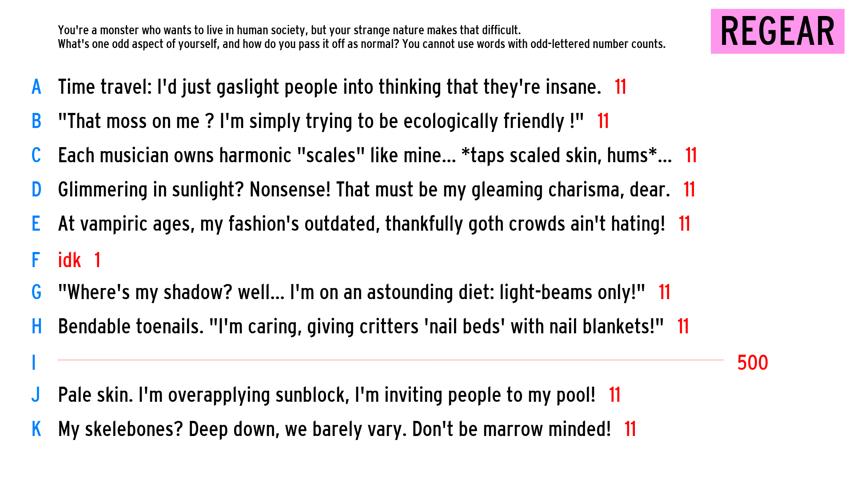 You're a monster who wants to live in human society, but your strange nature makes that difficult.
What's one odd aspect of yourself, and how do you pass it off as normal? You cannot use words with odd-lettered number counts.
REGEAR
A Time travel: I'd just gaslight people into thinking that they're insane. 11
B "That moss on me ? I'm simply trying to be ecologically friendly !" 11
C Each musician owns harmonic "scales" like mine... *taps scaled skin, hums*... 11
D Glimmering in sunlight? Nonsense! That must be my gleaming charisma, dear. 11
E At vampiric ages, my fashion's outdated, thankfully goth crowds ain't hating! 11
F idk 1
G "Where's my shadow? well... I'm on an astounding diet: light-beams only!" 11
H Bendable toenails. "I'm caring, giving critters 'nail beds' with nail blankets!" 11
I 500
J Pale skin. I'm overapplying sunblock, I'm inviting people to my pool! 11
K My skelebones? Deep down, we barely vary. Don't be marrow minded! 11